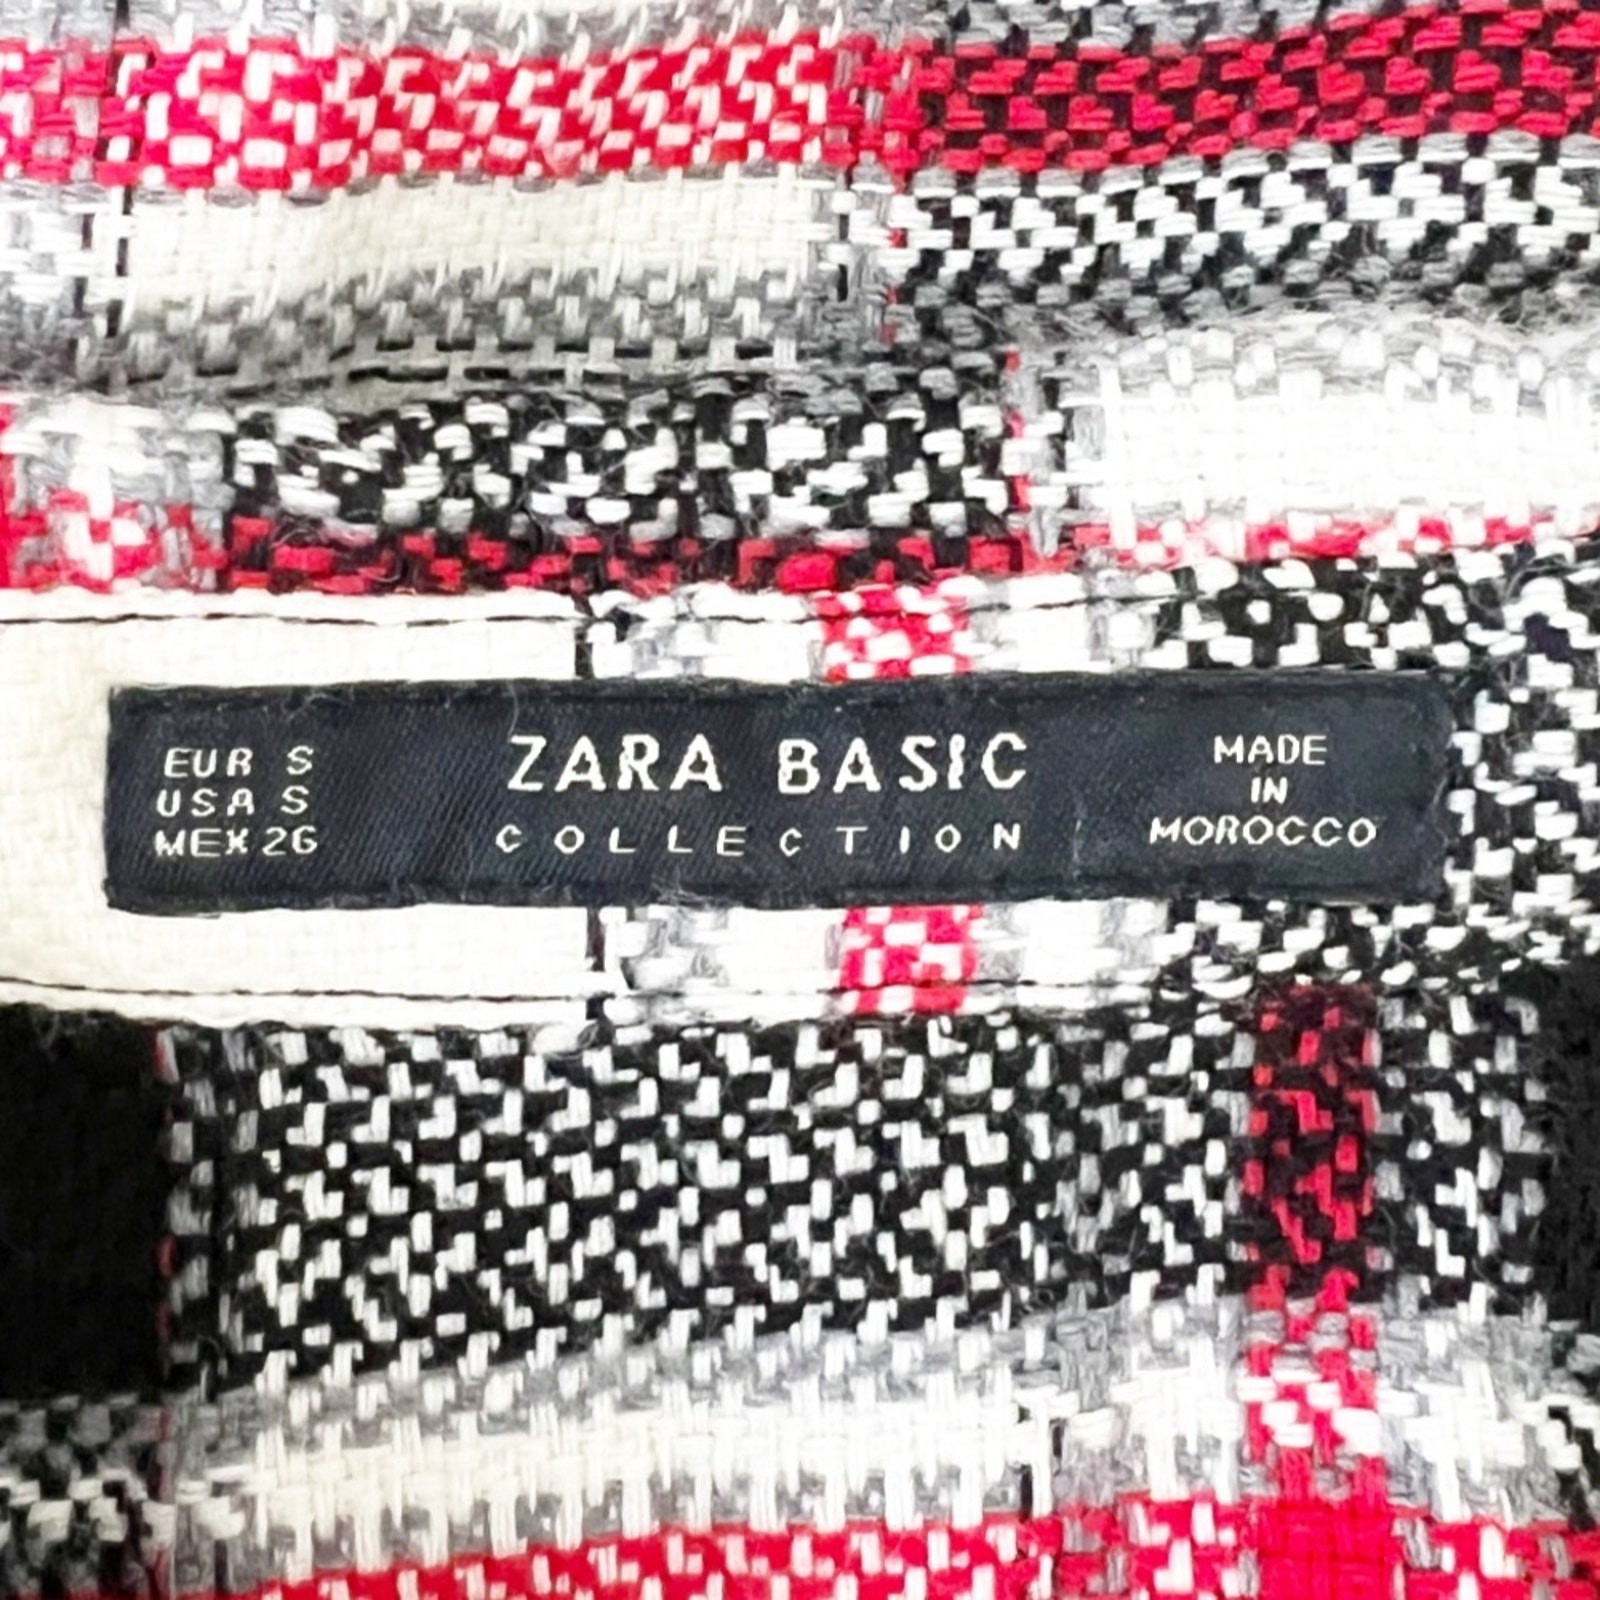 EUR S
USA S
MEX 26
ZARA BASIC
COLLECTION
MADE
IN
MOROCCO